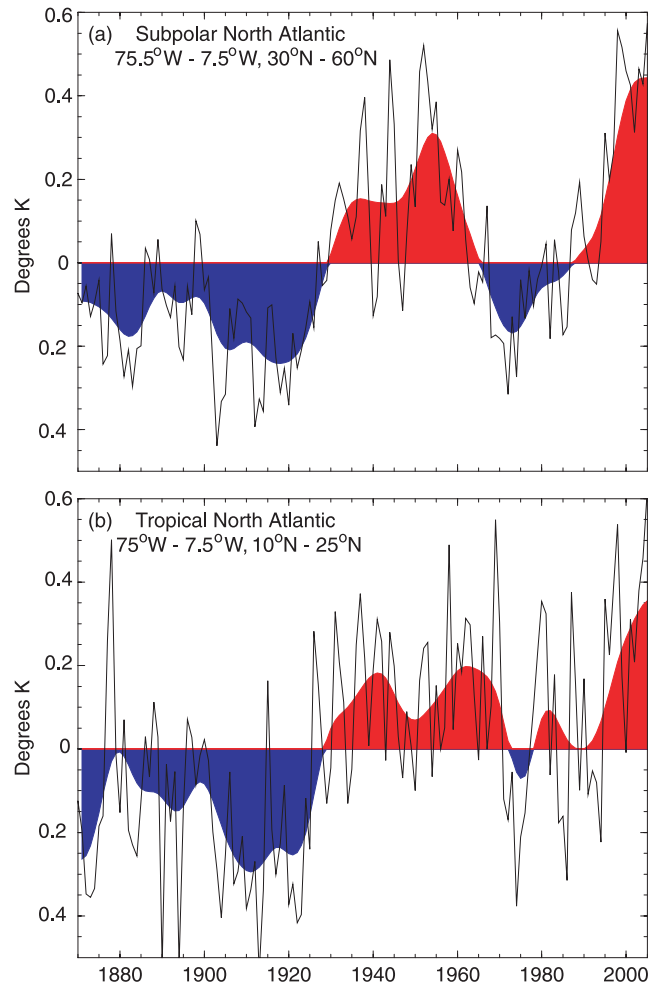 0.6
(a) Subpolar North Atlantic
75.5°W - 7.5°W, 30°N - 60°N
0.4
0.2
Degrees K
0
0.2
0.4
0.6
(b) Tropical North Atlantic
75°W - 7.5°W, 10°N - 25°N
0.4
0.2
Degrees K
0
0.2
0.4
1880 1900 1920 1940 1960 1980 2000